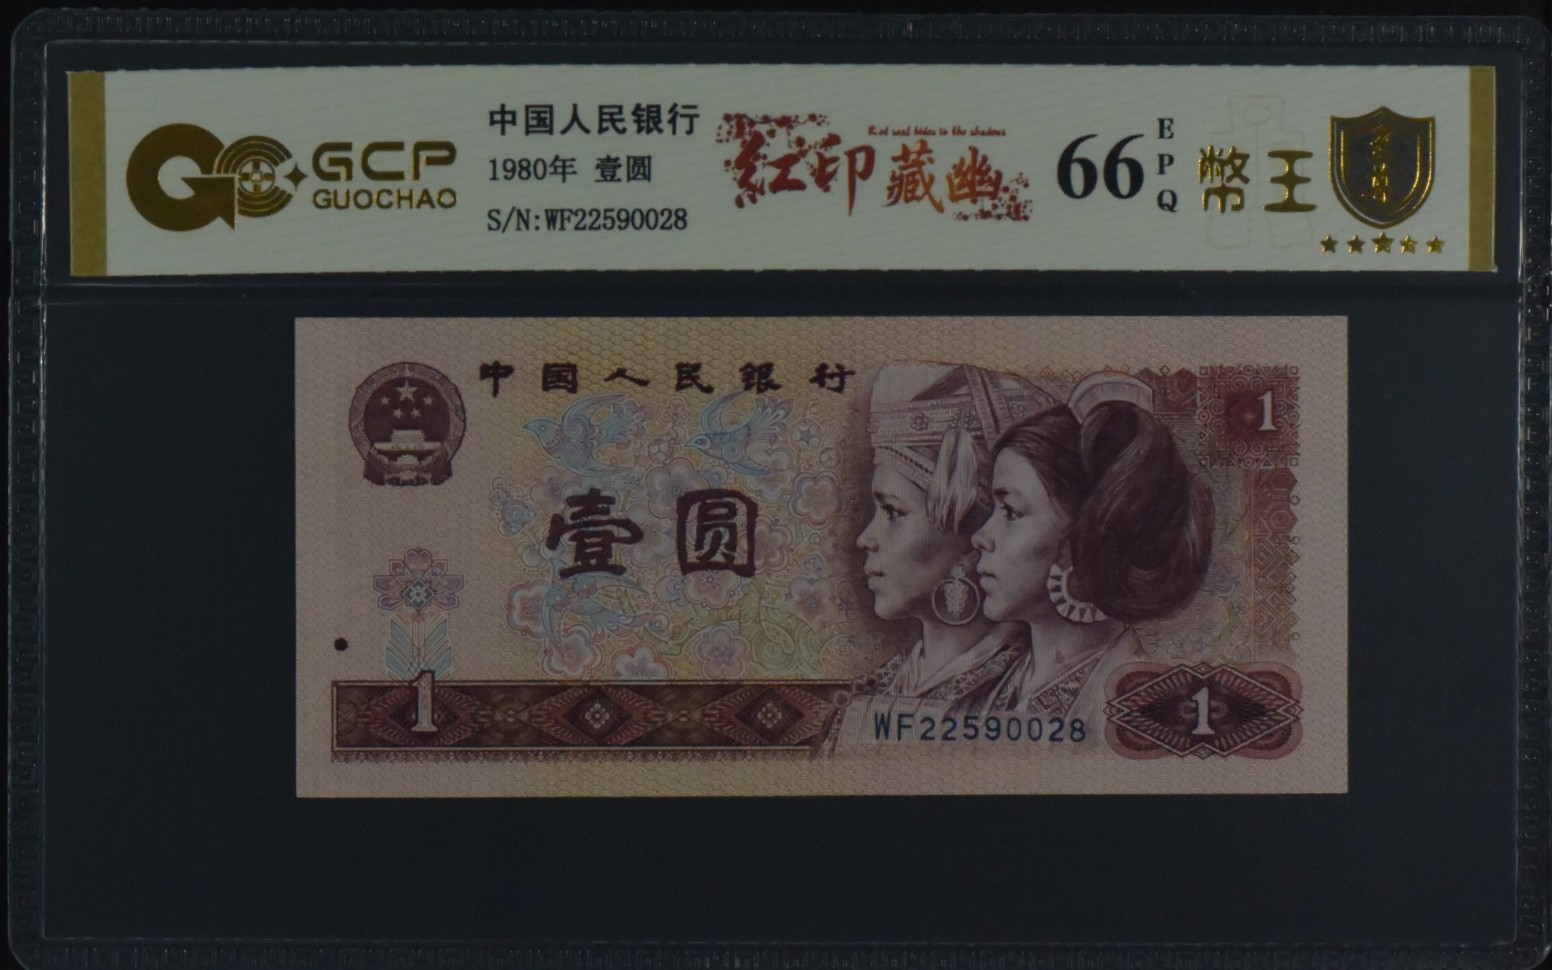 GCP
GUOCHAO
中国人民银行
1980年 壹圆
S/N:WF22590028
Red seal hides in the shadows
红印藏幽
66
EPQ
幣王
中国人民银行
1
壹圆
1
WF22590028
1